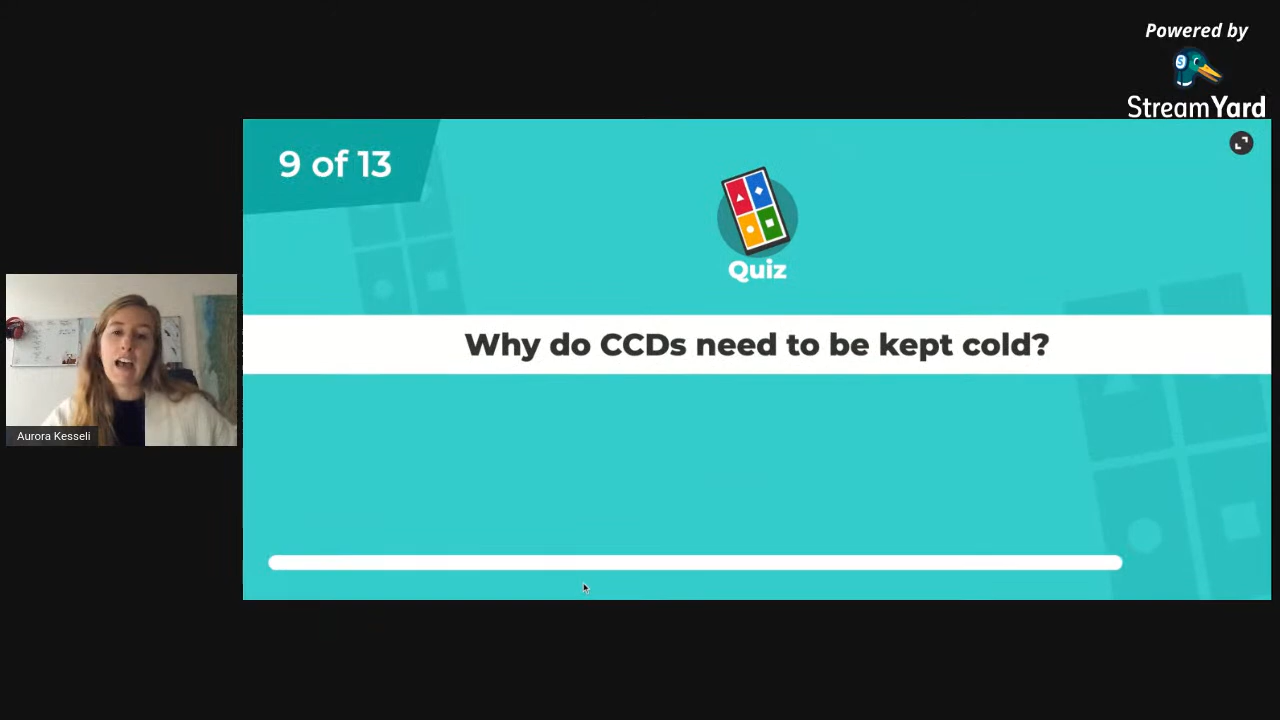 Powered by
StreamYard
9 of 13
Quiz
Why do CCDs need to be kept cold?
Aurora Kesseli